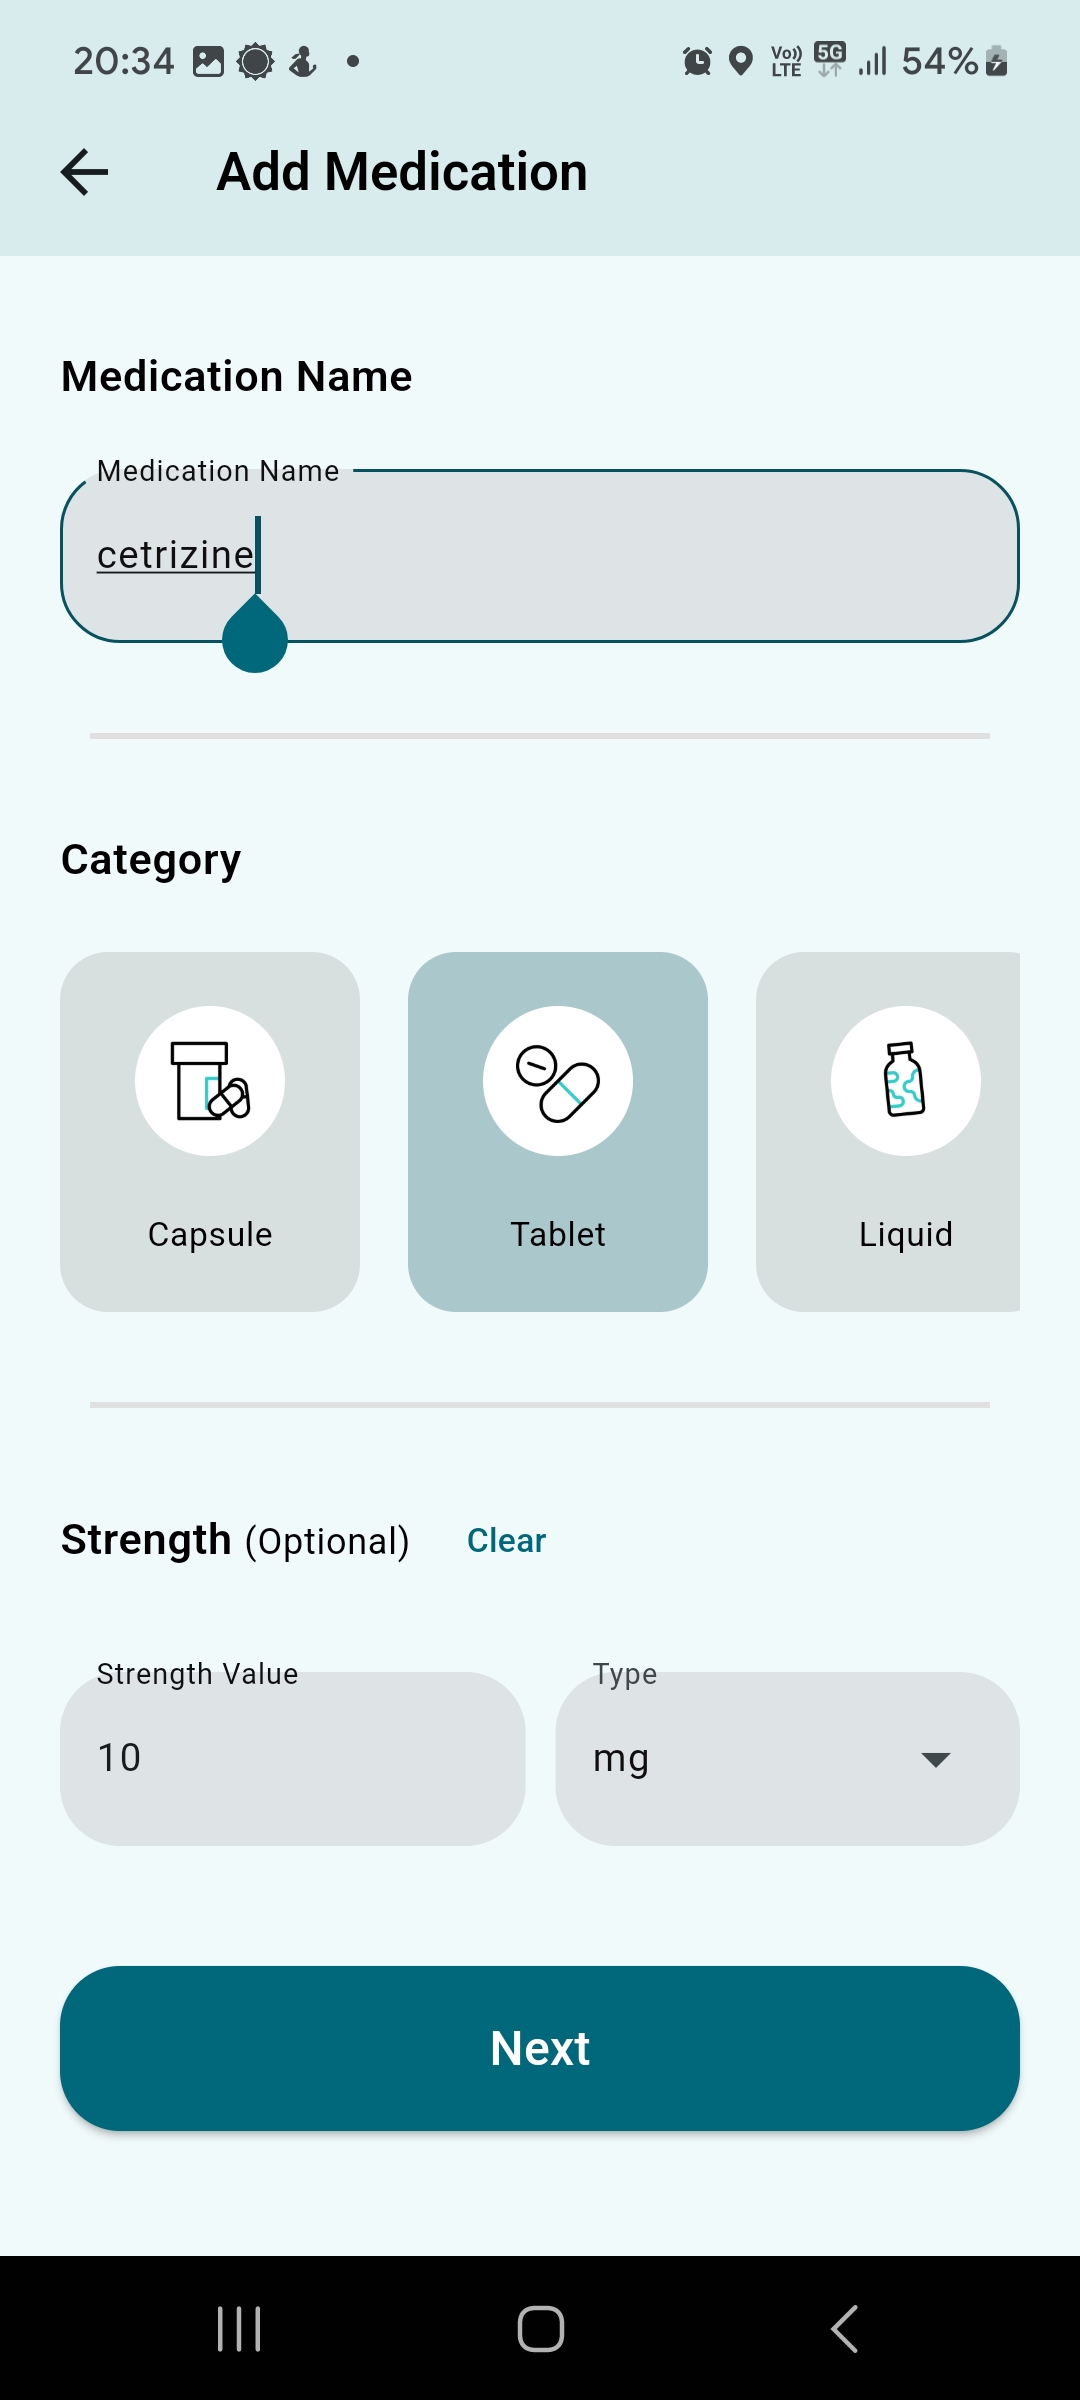 20:34 Vo)) LTE 5G 54%
Add Medication
Medication Name
Medication Name
cetrizine
Category
Capsule Tablet Liquid
Strength (Optional) Clear
Strength Value Type
10 mg
Next